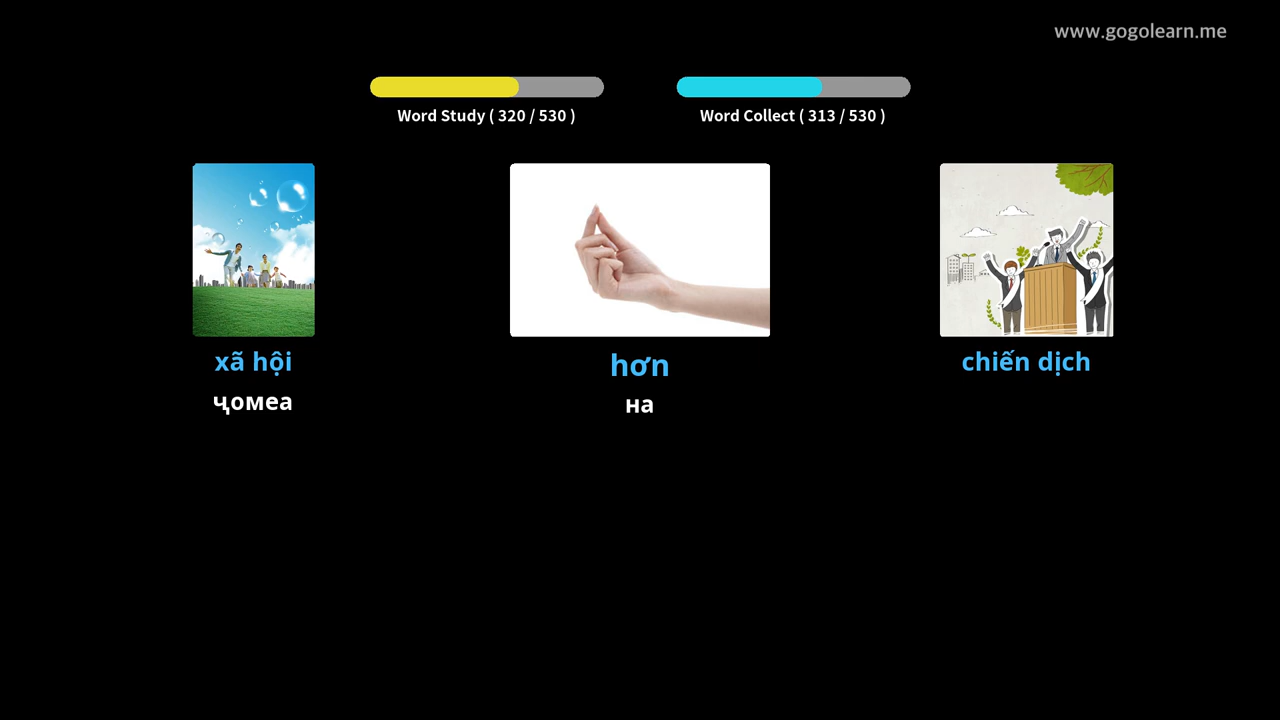 www.gogolearn.me
Word Study ( 320 / 530 )
Word Collect ( 313 / 530 )
xã hội
ҷомеа
hơn
на
chiến dịch